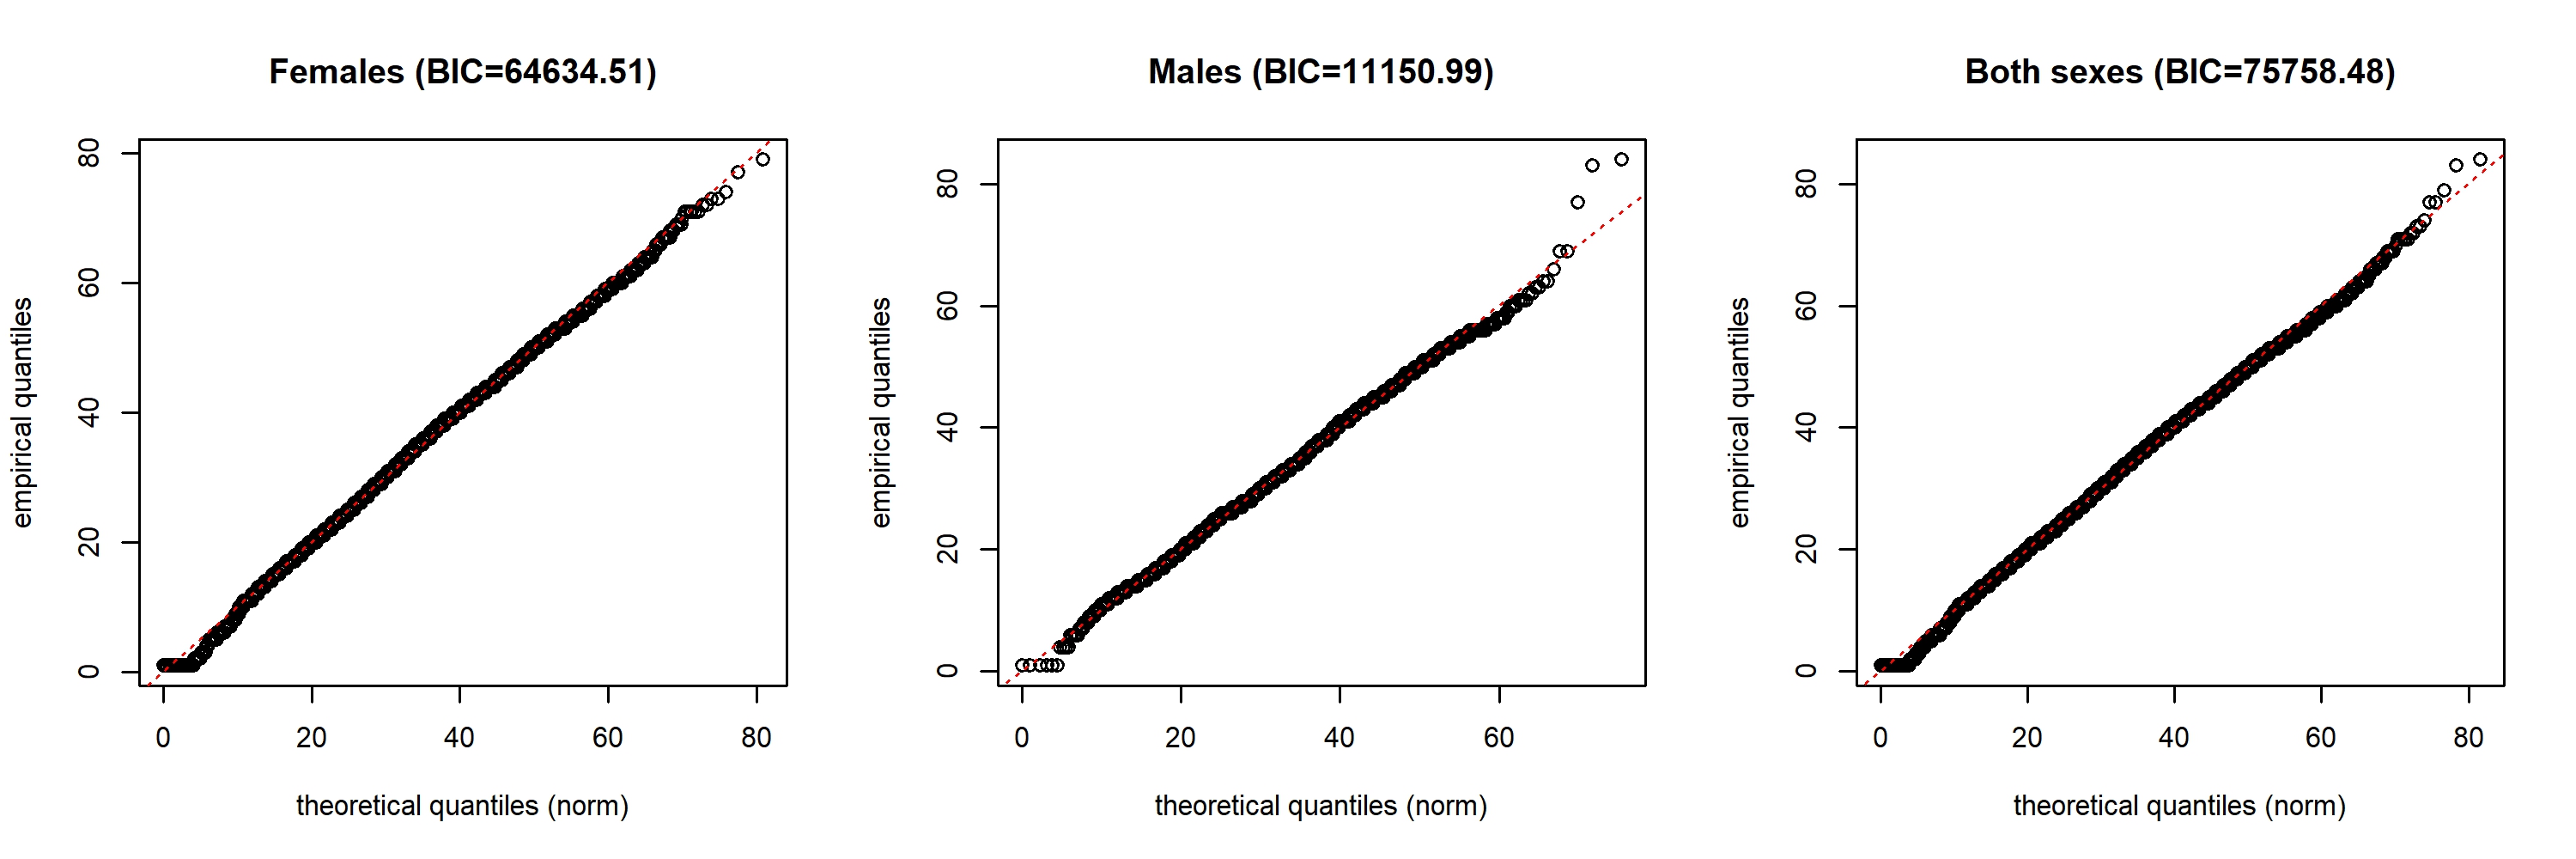 Females (BIC=64634.51)
empirical quantiles
80
60
40
20
0
0 20 40 60 80
theoretical quantiles (norm)
Males (BIC=11150.99)
empirical quantiles
80
60
40
20
0
0 20 40 60
theoretical quantiles (norm)
Both sexes (BIC=75758.48)
empirical quantiles
80
60
40
20
0
0 20 40 60 80
theoretical quantiles (norm)